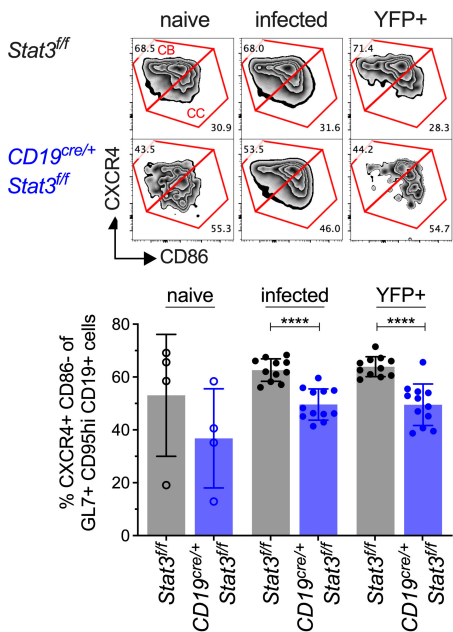 naive infected YFP+
Stat3f/f
68.5 CB 68.0 71.4
CC
30.9 31.6 28.3
CD19cre/+
Stat3f/f
43.5 53.5 44.2
55.3 46.0 54.7
CXCR4
CD86
naive infected YFP+
**** ****
80
60
40
20
0
% CXCR4+ CD86- of
GL7+ CD95hi CD19+ cells
Stat3f/f
CD19cre/+
Stat3f/f
Stat3f/f
CD19cre/+
Stat3f/f
Stat3f/f
CD19cre/+
Stat3f/f